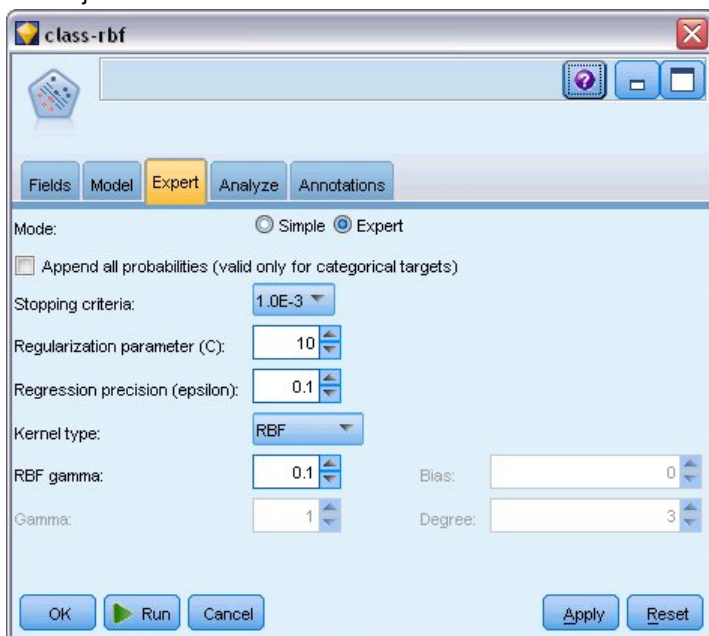 class-rbf
Fields Model Expert Analyze Annotations
Mode: Simple Expert
Append all probabilities (valid only for categorical targets)
Stopping criteria: 1.0E-3
Regularization parameter (C): 10
Regression precision (epsilon): 0.1
Kernel type: RBF
RBF gamma: 0.1 Bias: 0
Gamma: 1 Degree: 3
OK Run Cancel Apply Reset